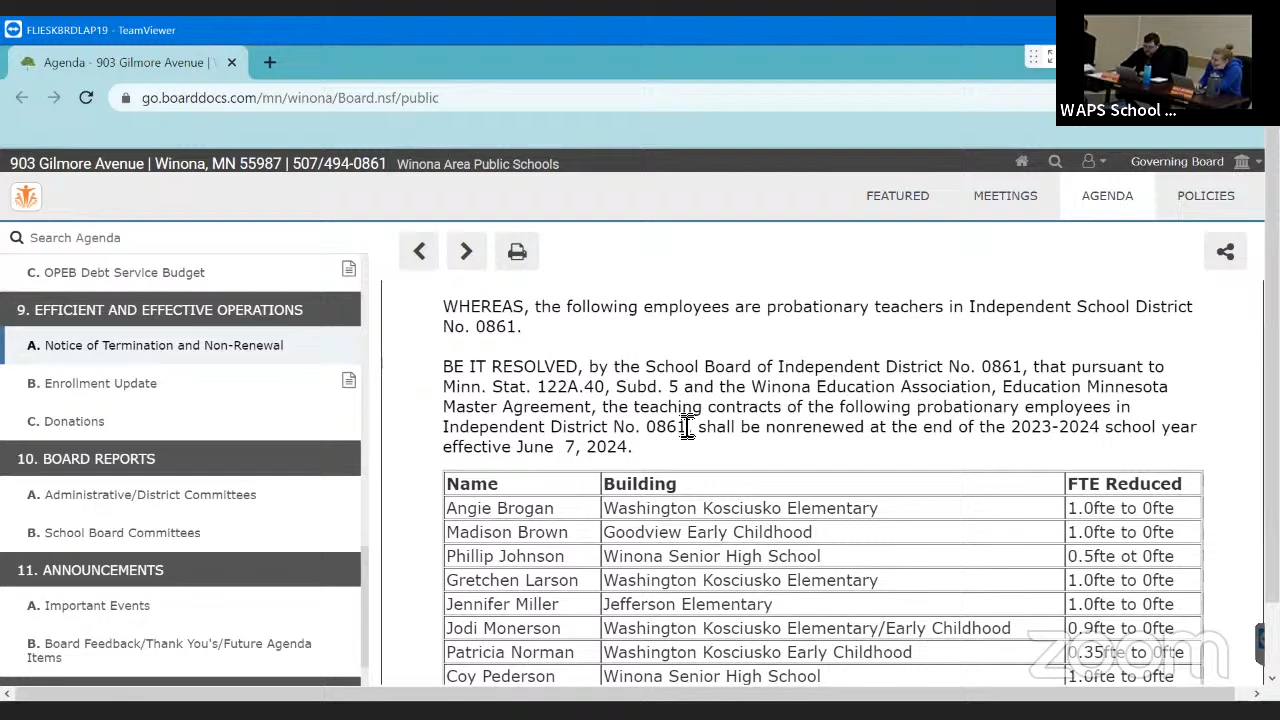 FLIESKBRDLAP19 - TeamViewer
Agenda - 903 Gilmore Avenue |
go.boarddocs.com/mn/winona/Board.nsf/public
WAPS School ...
903 Gilmore Avenue | Winona, MN 55987 | 507/494-0861 Winona Area Public Schools
Governing Board
FEATURED MEETINGS AGENDA POLICIES
Search Agenda
C. OPEB Debt Service Budget
9. EFFICIENT AND EFFECTIVE OPERATIONS
A. Notice of Termination and Non-Renewal
B. Enrollment Update
C. Donations
10. BOARD REPORTS
A. Administrative/District Committees
B. School Board Committees
11. ANNOUNCEMENTS
A. Important Events
B. Board Feedback/Thank You's/Future Agenda
Items
WHEREAS, the following employees are probationary teachers in Independent School District
No. 0861.
BE IT RESOLVED, by the School Board of Independent District No. 0861, that pursuant to
Minn. Stat. 122A.40, Subd. 5 and the Winona Education Association, Education Minnesota
Master Agreement, the teaching contracts of the following probationary employees in
Independent District No. 0861, shall be nonrenewed at the end of the 2023-2024 school year
effective June 7, 2024.
Name Building FTE Reduced
Angie Brogan Washington Kosciusko Elementary 1.0fte to 0fte
Madison Brown Goodview Early Childhood 1.0fte to 0fte
Phillip Johnson Winona Senior High School 0.5fte ot 0fte
Gretchen Larson Washington Kosciusko Elementary 1.0fte to 0fte
Jennifer Miller Jefferson Elementary 1.0fte to 0fte
Jodi Monerson Washington Kosciusko Elementary/Early Childhood 0.9fte to 0fte
Patricia Norman Washington Kosciusko Early Childhood 0.35fte to 0fte
Coy Pederson Winona Senior High School 1.0fte to 0fte
zoom